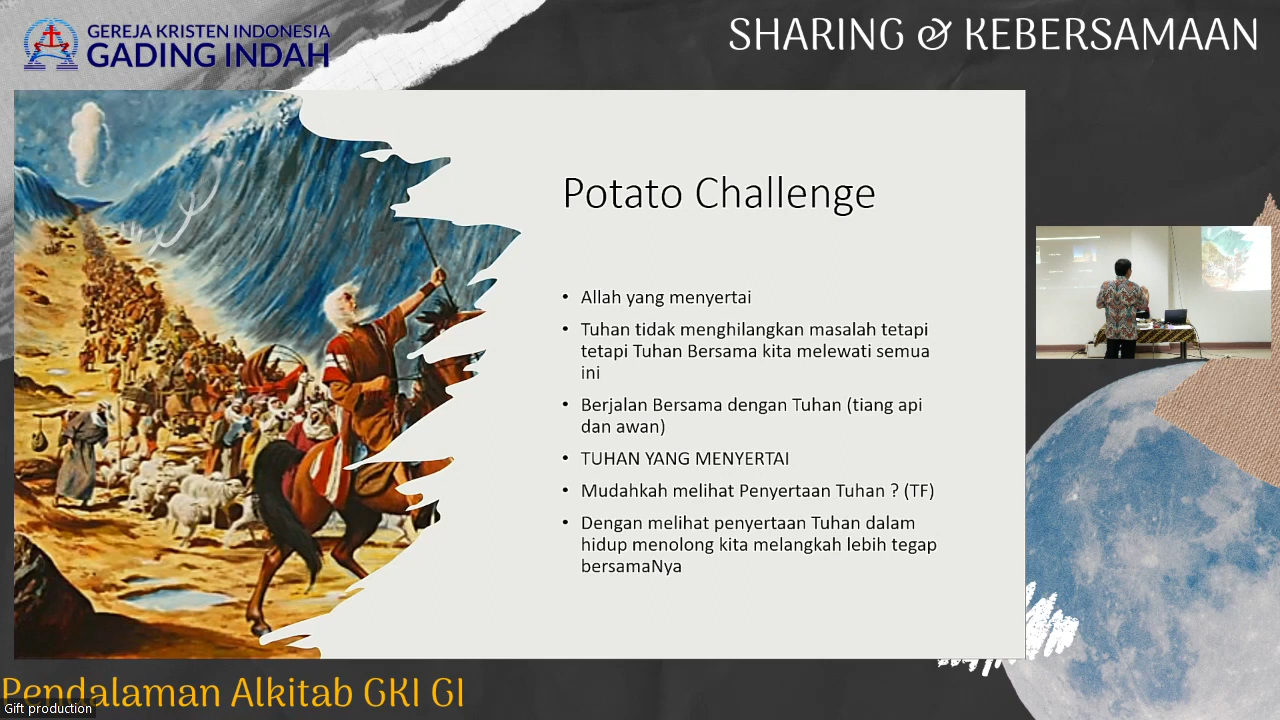 GEREJA KRISTEN INDONESIA
GADING INDAH
SHARING & KEBERSAMAAN
Potato Challenge
• Allah yang menyertai
• Tuhan tidak menghilangkan masalah tetapi
tetapi Tuhan Bersama kita melewati semua
ini
• Berjalan Bersama dengan Tuhan (tiang api
dan awan)
• TUHAN YANG MENYERTAI
• Mudahkah melihat Penyertaan Tuhan ? (TF)
• Dengan melihat penyertaan Tuhan dalam
hidup menolong kita melangkah lebih tegap
bersamaNya
Pendalaman Alkitab GKI GI
Gift production